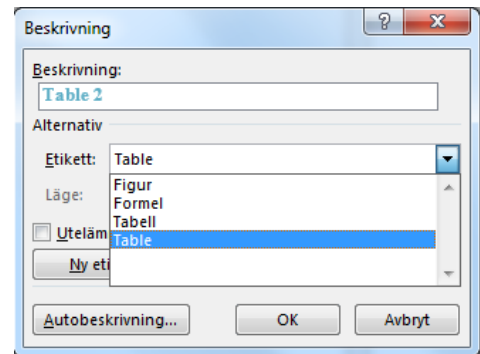 Beskrivning
Beskrivning:
Table 2
Alternativ
Etikett: Table
Läge:
Figur
Formel
Tabell
Table
Uteläm
Ny eti
Autobeskrivning... OK Avbryt